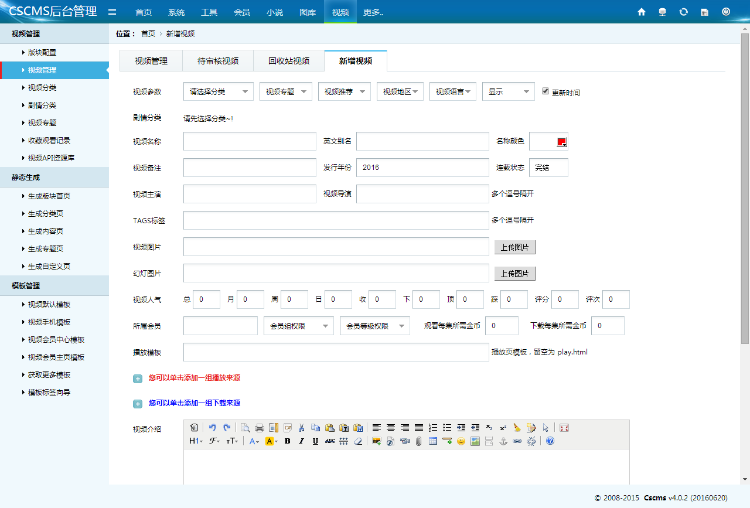 CSCMS后台管理 首页 系统 工具 会员 小说 图库 视频 更多..
视频管理
版块配置
视频管理
视频分类
剧情分类
视频专题
收藏观看记录
视频API资源库
静态生成
生成版块首页
生成分类页
生成内容页
生成专题页
生成自定义页
模板管理
视频默认模板
视频手机模板
视频会员中心模板
视频会员主页模板
获取更多模板
模板标签向导
位置： 首页 > 新增视频
视频管理 待审核视频 回收站视频 新增视频
视频参数 请选择分类 视频专题 视频推荐 视频地区 视频语言 显示 更新时间
剧情分类 请先选择分类~!
视频名称 英文别名 名称颜色
视频备注 发行年份 2016 连载状态 完结
视频主演 视频导演 多个逗号隔开
TAGS标签 多个逗号隔开
视频图片 上传图片
幻灯图片 上传图片
视频人气 总 0 月 0 周 0 日 0 收 0 下 0 顶 0 踩 0 评分 0 评次 0
所属会员 会员组权限 会员等级权限 观看每集所需金币 0 下载每集所需金币 0
播放模板 播放页模板，留空为 play.html
您可以单击添加一组播放来源
您可以单击添加一组下载来源
视频介绍
H1 F тT A A B I U ABC
© 2008-2015 Cscms v4.0.2 (20160620)